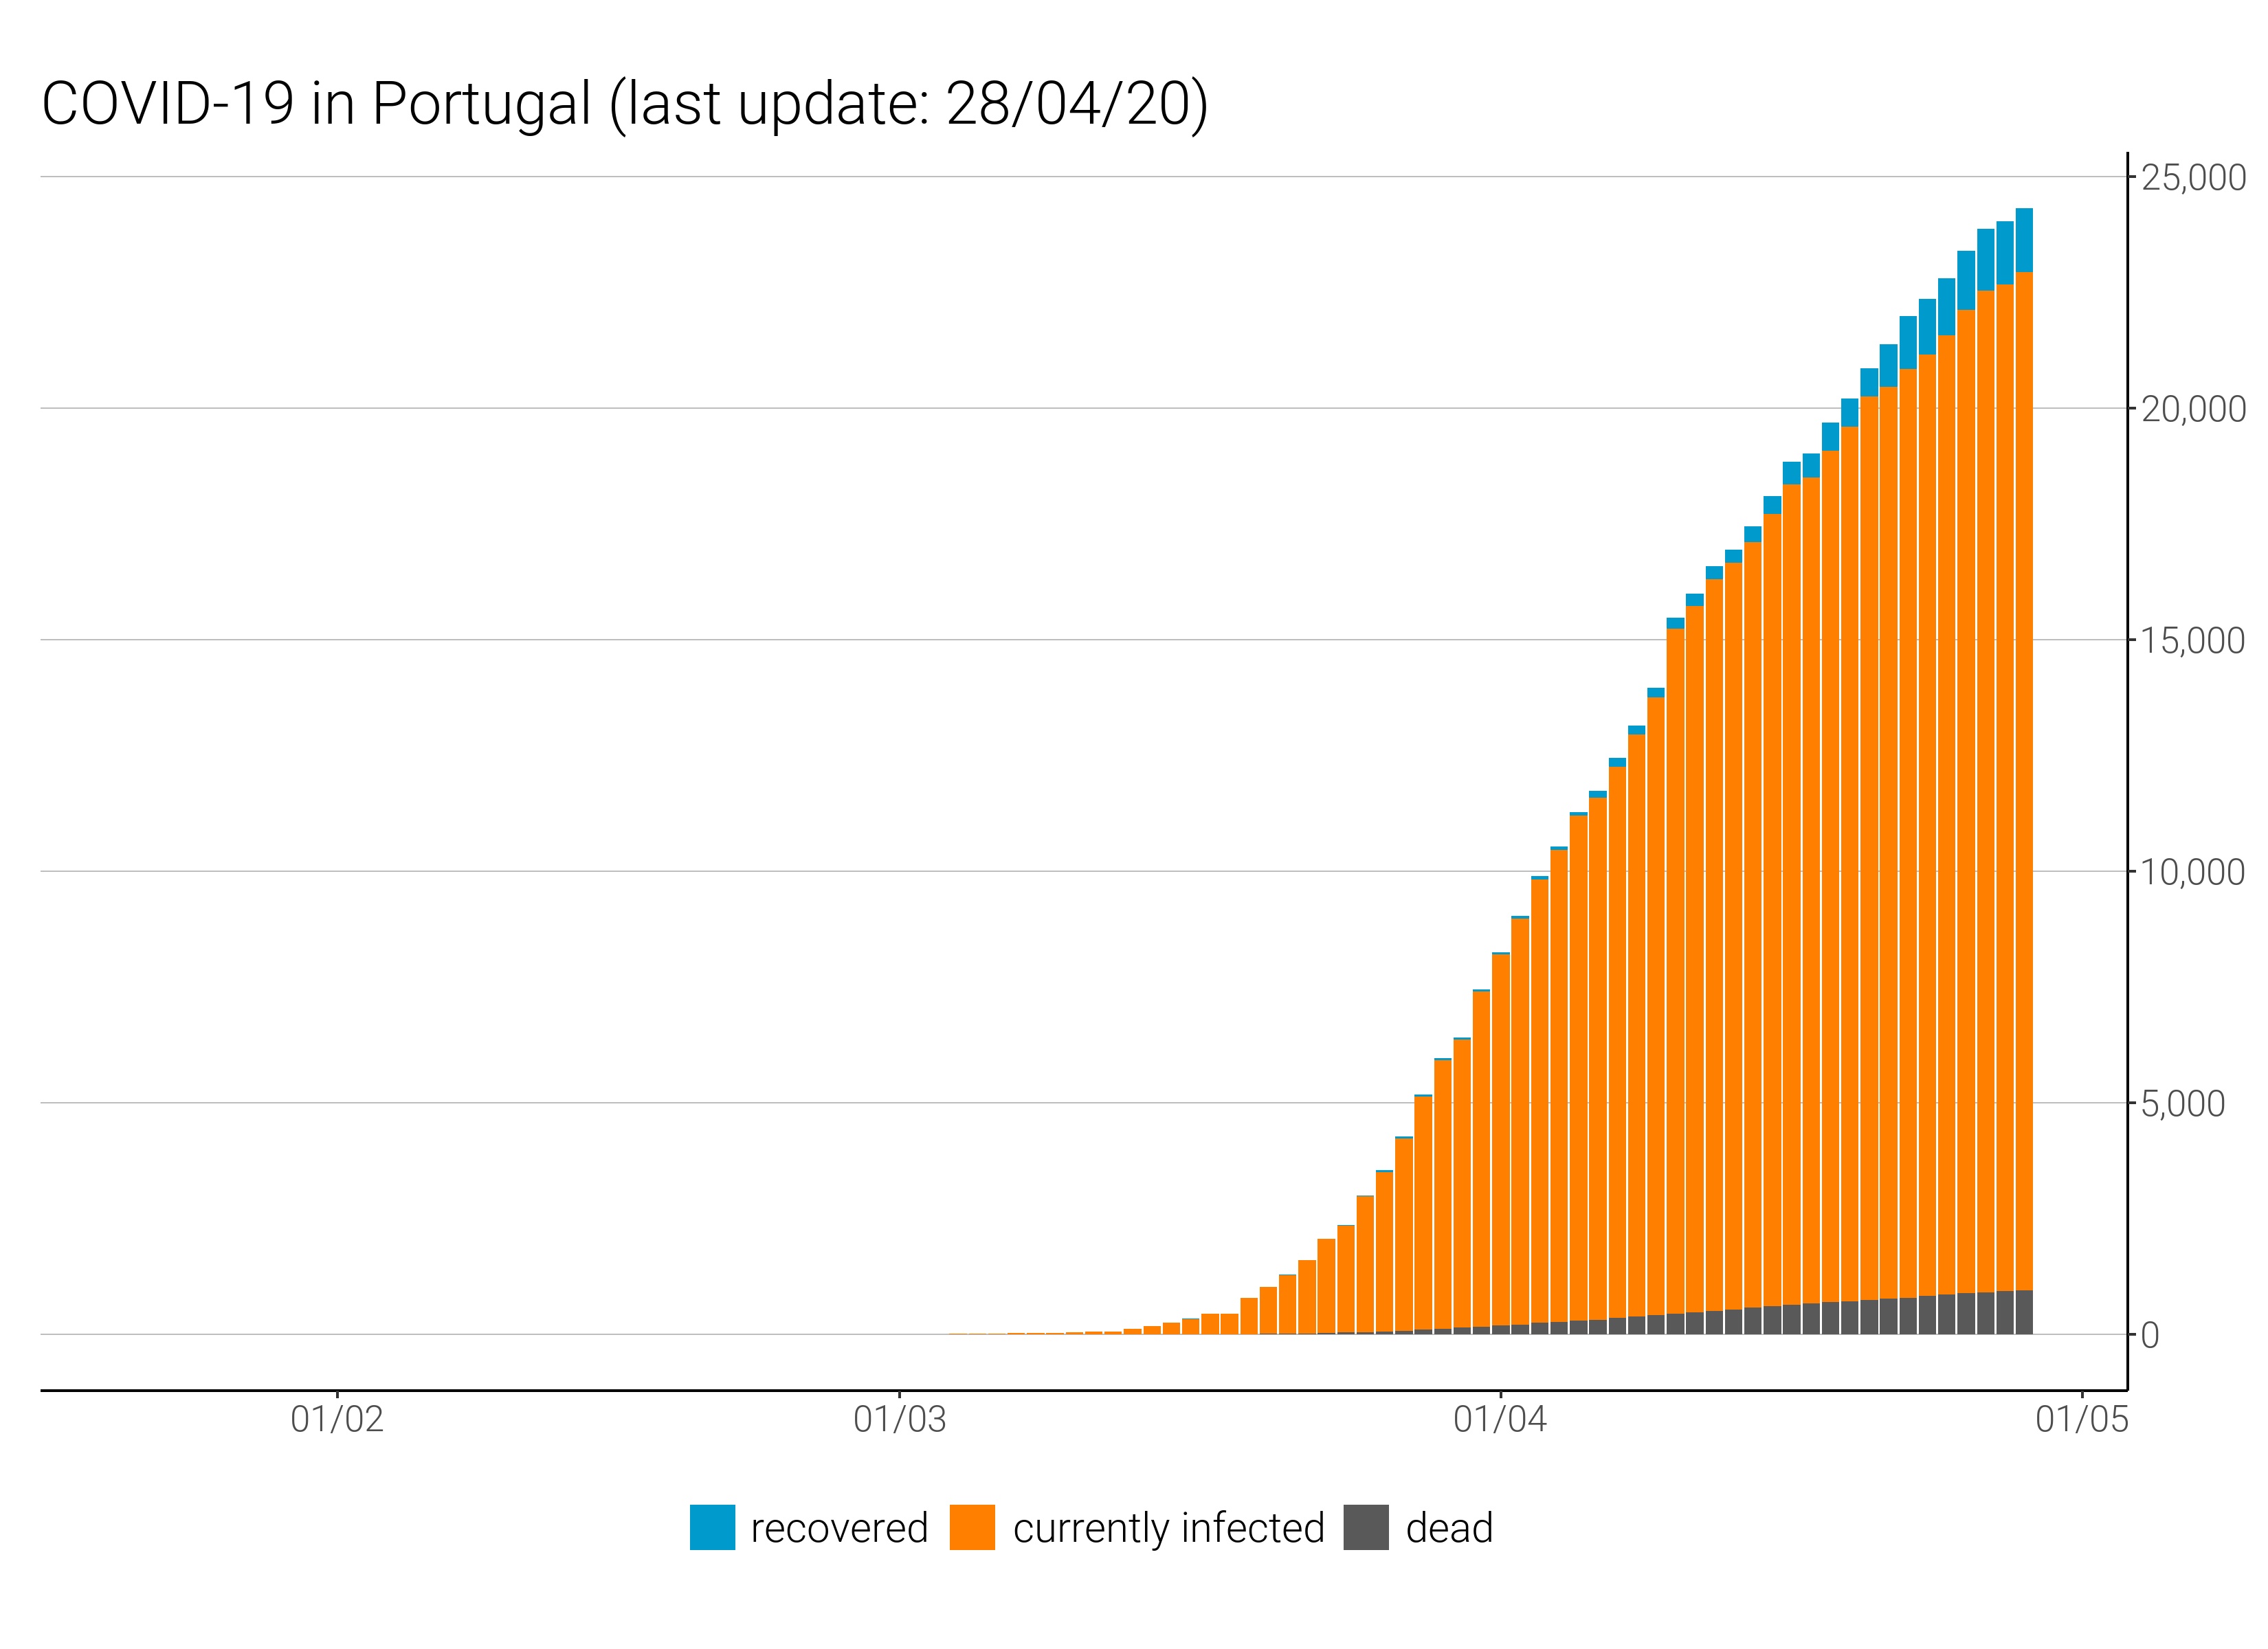 COVID-19 in Portugal (last update: 28/04/20)
25,000
20,000
15,000
10,000
5,000
0
01/02 01/03 01/04 01/05
recovered currently infected dead